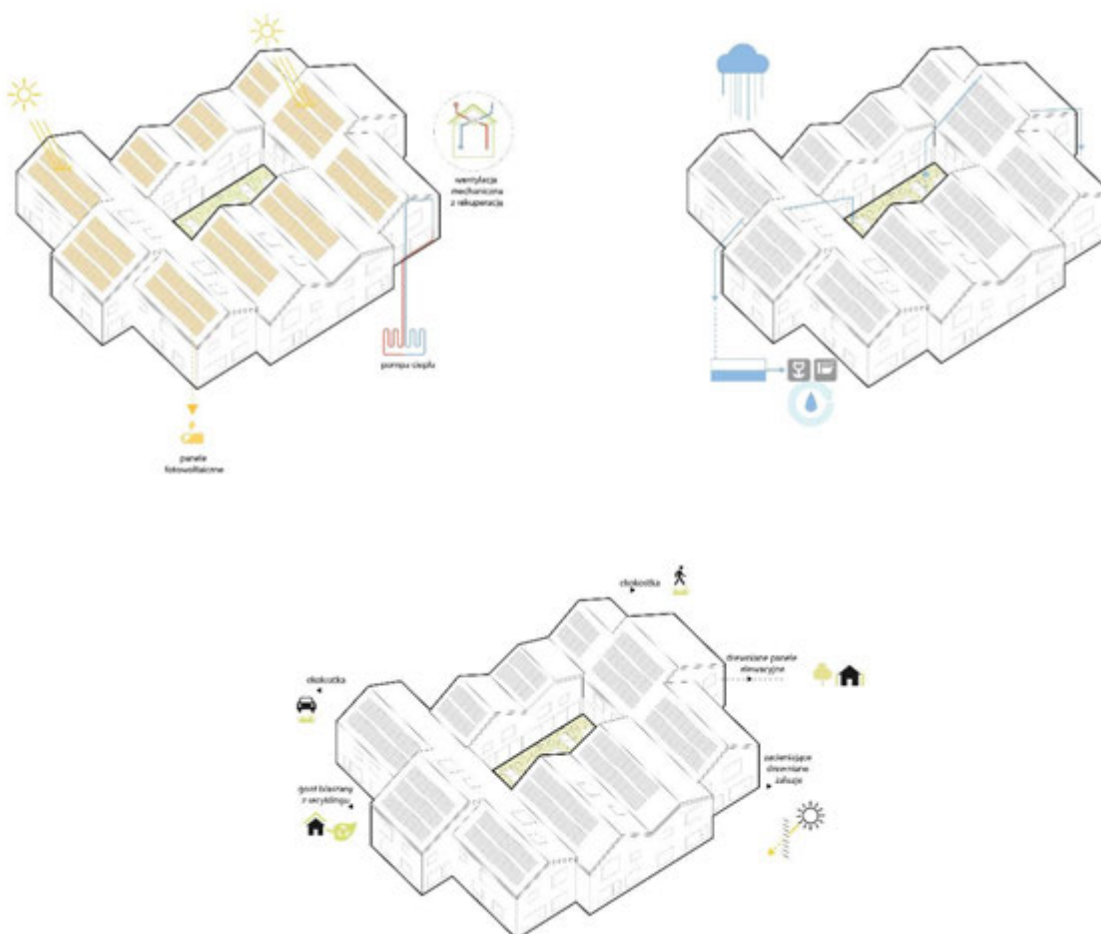 wentylacja
mechaniczna
z rekuperacją
pompa ciepła
panele
fotowoltaiczne
ekokostka
drewniane panele
elewacyjne
ekokostka
zacieniające
drewniane
żaluzje
gont blaszany
z recyklingu